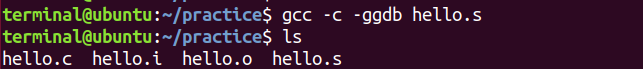 terminal@ubuntu:~/practice$ gcc -c -ggdb hello.s
terminal@ubuntu:~/practice$ ls
hello.c  hello.i  hello.o  hello.s